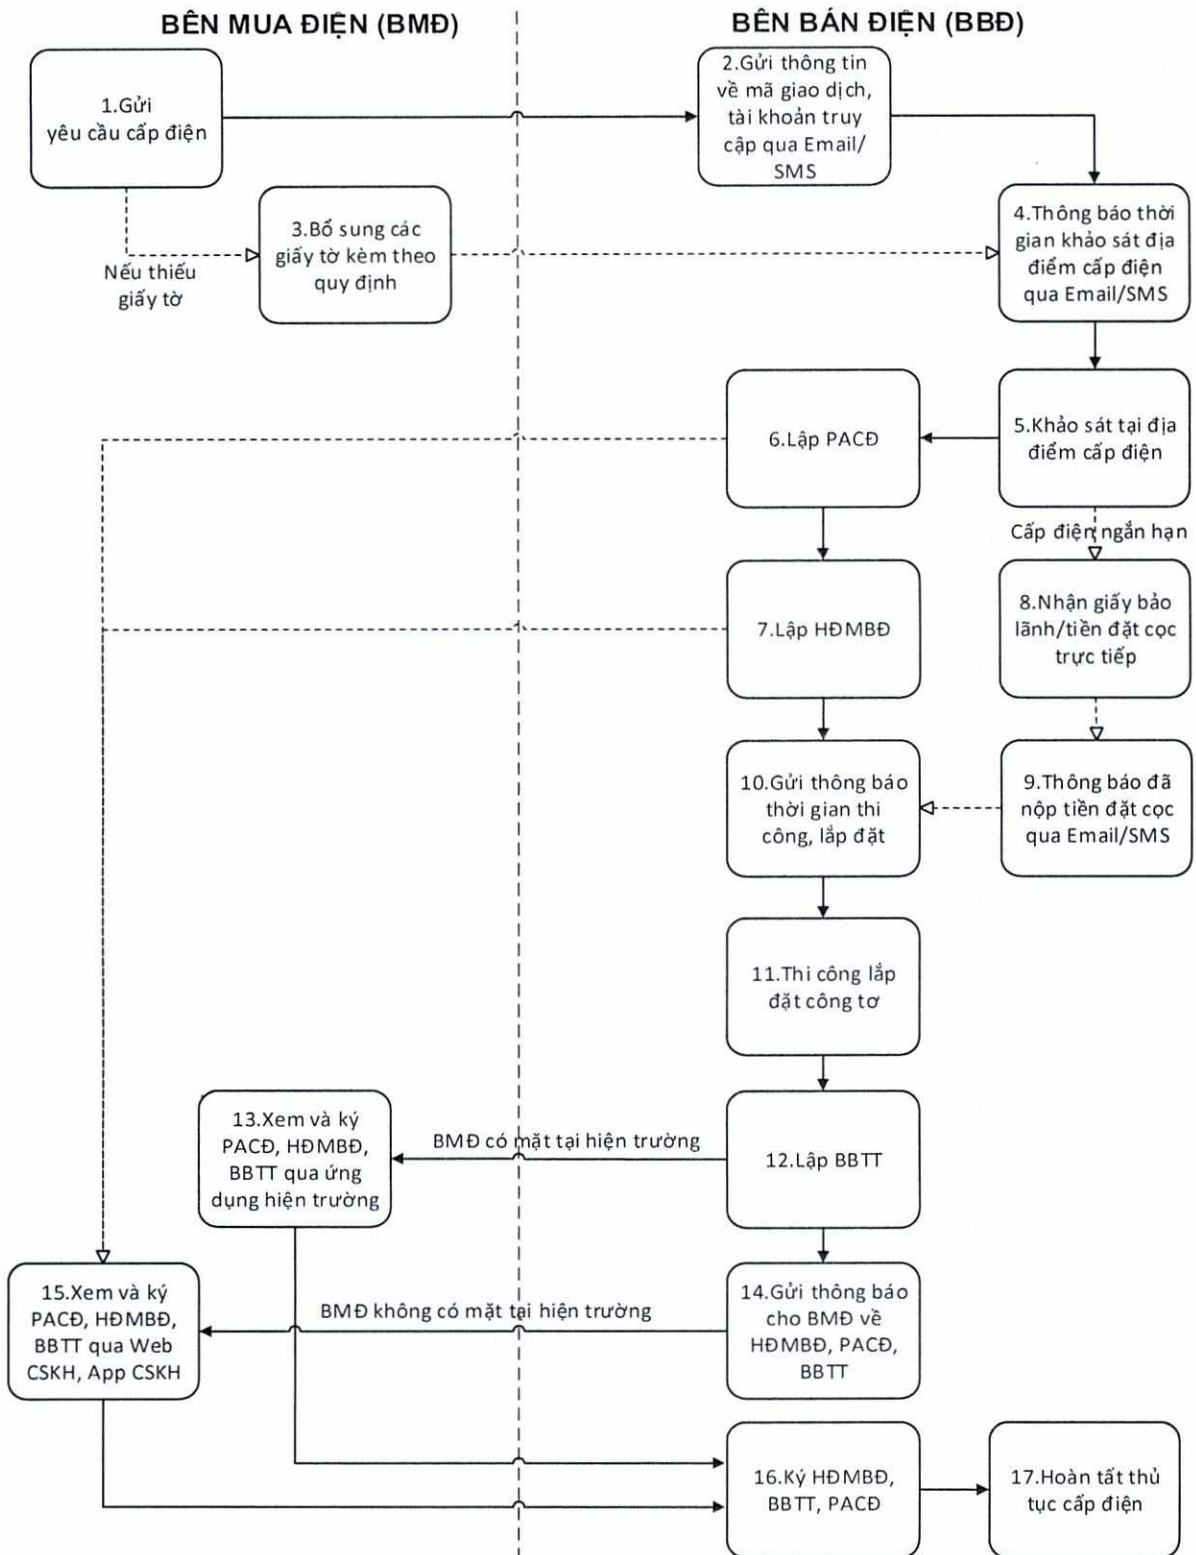 BÊN MUA ĐIỆN (BMĐ)
BÊN BÁN ĐIỆN (BBĐ)
1.Gửi
yêu cầu cấp điện
2.Gửi thông tin
về mã giao dịch,
tài khoản truy
cập qua Email/
SMS
Nếu thiếu
giấy tờ
3.Bổ sung các
giấy tờ kèm theo
quy định
4.Thông báo thời
gian khảo sát địa
điểm cấp điện
qua Email/SMS
5.Khảo sát tại địa
điểm cấp điện
6.Lập PACĐ
Cấp điện ngắn hạn
7.Lập HĐMBĐ
8.Nhận giấy bảo
lãnh/tiền đặt cọc
trực tiếp
9.Thông báo đã
nộp tiền đặt cọc
qua Email/SMS
10.Gửi thông báo
thời gian thi
công, lắp đặt
11.Thi công lắp
đặt công tơ
12.Lập BBTT
BMĐ có mặt tại hiện trường
13.Xem và ký
PACĐ, HĐMBĐ,
BBTT qua ứng
dụng hiện trường
14.Gửi thông báo
cho BMĐ về
HĐMBĐ, PACĐ,
BBTT
BMĐ không có mặt tại hiện trường
15.Xem và ký
PACĐ, HĐMBĐ,
BBTT qua Web
CSKH, App CSKH
16.Ký HĐMBĐ,
BBTT, PACĐ
17.Hoàn tất thủ
tục cấp điện